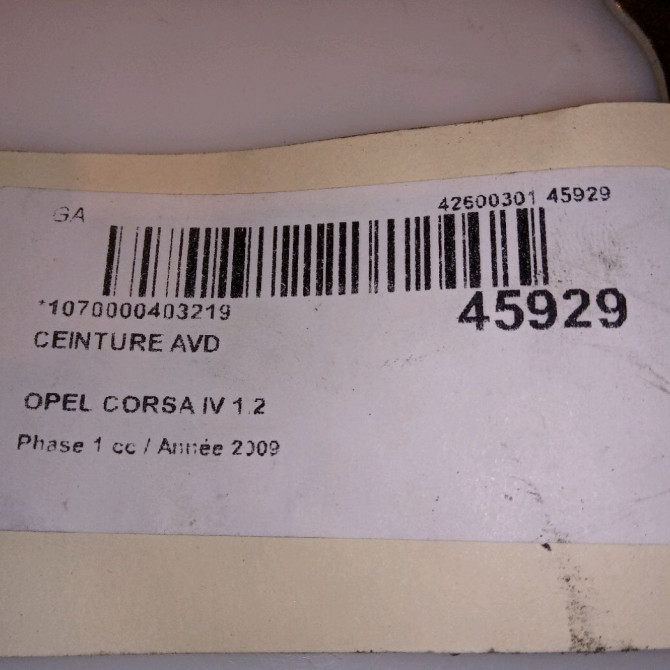 GA
42600301 45929
*1070000403219
45929
CEINTURE AVD
OPEL CORSA IV 1.2
Phase 1 cc / Année 2009